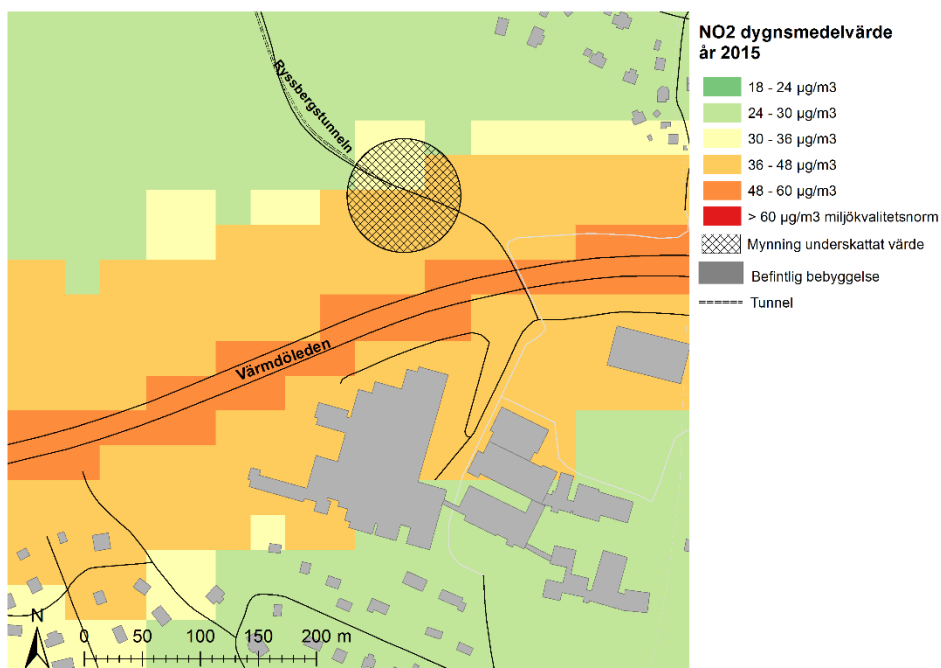 NO2 dygnsmedelvärde
år 2015
18 - 24 µg/m3
24 - 30 µg/m3
30 - 36 µg/m3
36 - 48 µg/m3
48 - 60 µg/m3
> 60 µg/m3 miljökvalitetsnorm
Mynning underskattat värde
Befintlig bebyggelse
Tunnel
Ryssbergstunneln
Värmdöleden
N
0 50 100 150 200 m